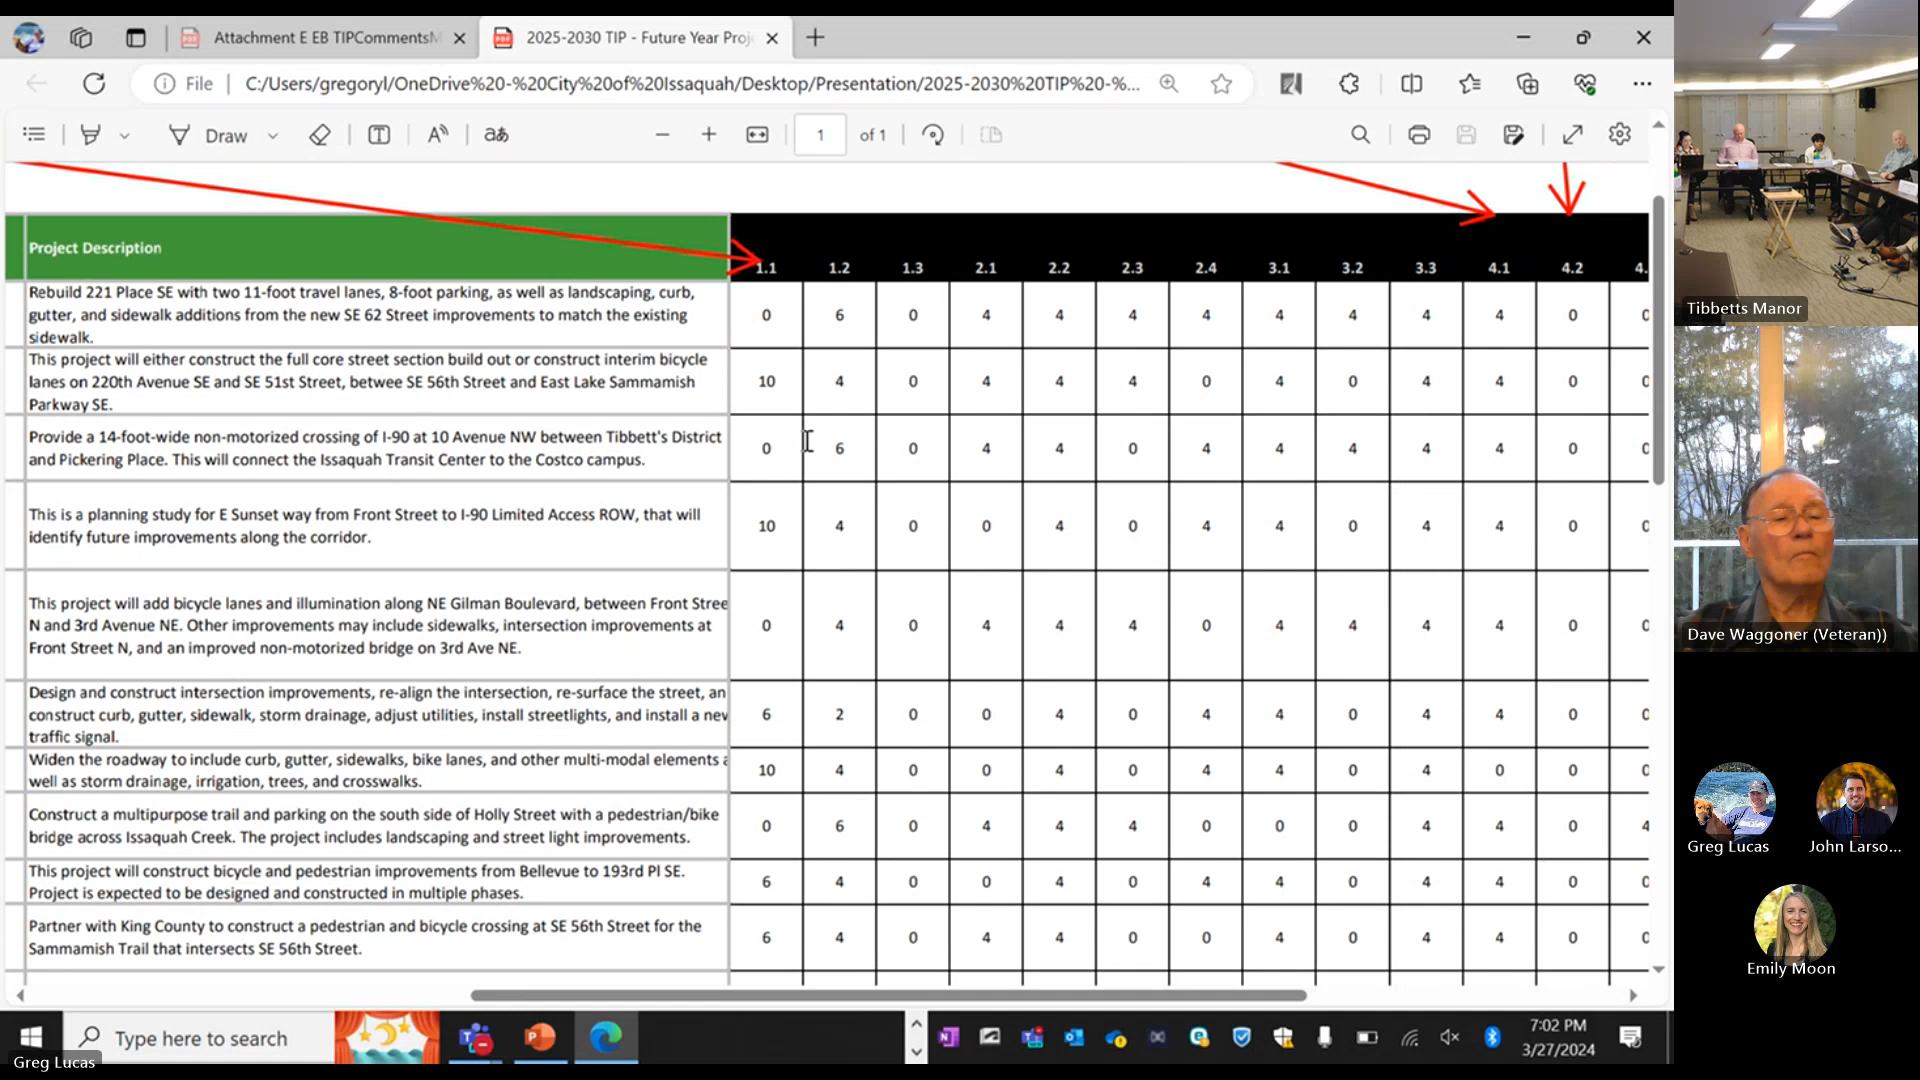 Attachment E EB TIPCommentsM
2025-2030 TIP - Future Year Proj
File
C:/Users/gregoryl/OneDrive%20-%20City%20of%20Issaquah/Desktop/Presentation/2025-2030%20TIP%20-%...
Draw
1 of 1
Project Description 1.1 1.2 1.3 2.1 2.2 2.3 2.4 3.1 3.2 3.3 4.1 4.2 4.
Rebuild 221 Place SE with two 11-foot travel lanes, 8-foot parking, as well as landscaping, curb,
gutter, and sidewalk additions from the new SE 62 Street improvements to match the existing
sidewalk.
0 6 0 4 4 4 4 4 4 4 4 0 0
This project will either construct the full core street section build out or construct interim bicycle
lanes on 220th Avenue SE and SE 51st Street, betwee SE 56th Street and East Lake Sammamish
Parkway SE.
10 4 0 4 4 4 0 4 0 4 4 0 0
Provide a 14-foot-wide non-motorized crossing of I-90 at 10 Avenue NW between Tibbett's District
and Pickering Place. This will connect the Issaquah Transit Center to the Costco campus.
0 6 0 4 4 0 4 4 4 4 4 0 0
This is a planning study for E Sunset way from Front Street to I-90 Limited Access ROW, that will
identify future improvements along the corridor.
10 4 0 0 4 0 4 4 0 4 4 0 0
This project will add bicycle lanes and illumination along NE Gilman Boulevard, between Front Stree
N and 3rd Avenue NE. Other improvements may include sidewalks, intersection improvements at
Front Street N, and an improved non-motorized bridge on 3rd Ave NE.
0 4 0 4 4 4 0 4 4 4 4 0 0
Design and construct intersection improvements, re-align the intersection, re-surface the street, an
construct curb, gutter, sidewalk, storm drainage, adjust utilities, install streetlights, and install a new
traffic signal.
6 2 0 0 4 0 4 4 0 4 4 0 0
Widen the roadway to include curb, gutter, sidewalks, bike lanes, and other multi-modal elements a
well as storm drainage, irrigation, trees, and crosswalks.
10 4 0 0 4 0 4 4 0 4 0 0 0
Construct a multipurpose trail and parking on the south side of Holly Street with a pedestrian/bike
bridge across Issaquah Creek. The project includes landscaping and street light improvements.
0 6 0 4 4 4 0 0 0 4 4 0 4
This project will construct bicycle and pedestrian improvements from Bellevue to 193rd Pl SE.
Project is expected to be designed and constructed in multiple phases.
6 4 0 0 4 0 4 4 0 4 4 0 0
Partner with King County to construct a pedestrian and bicycle crossing at SE 56th Street for the
Sammamish Trail that intersects SE 56th Street.
6 4 0 4 4 0 0 4 0 4 4 0 0
Type here to search
7:02 PM
3/27/2024
Greg Lucas
Tibbetts Manor
Dave Waggoner (Veteran))
Greg Lucas
John Larso...
Emily Moon